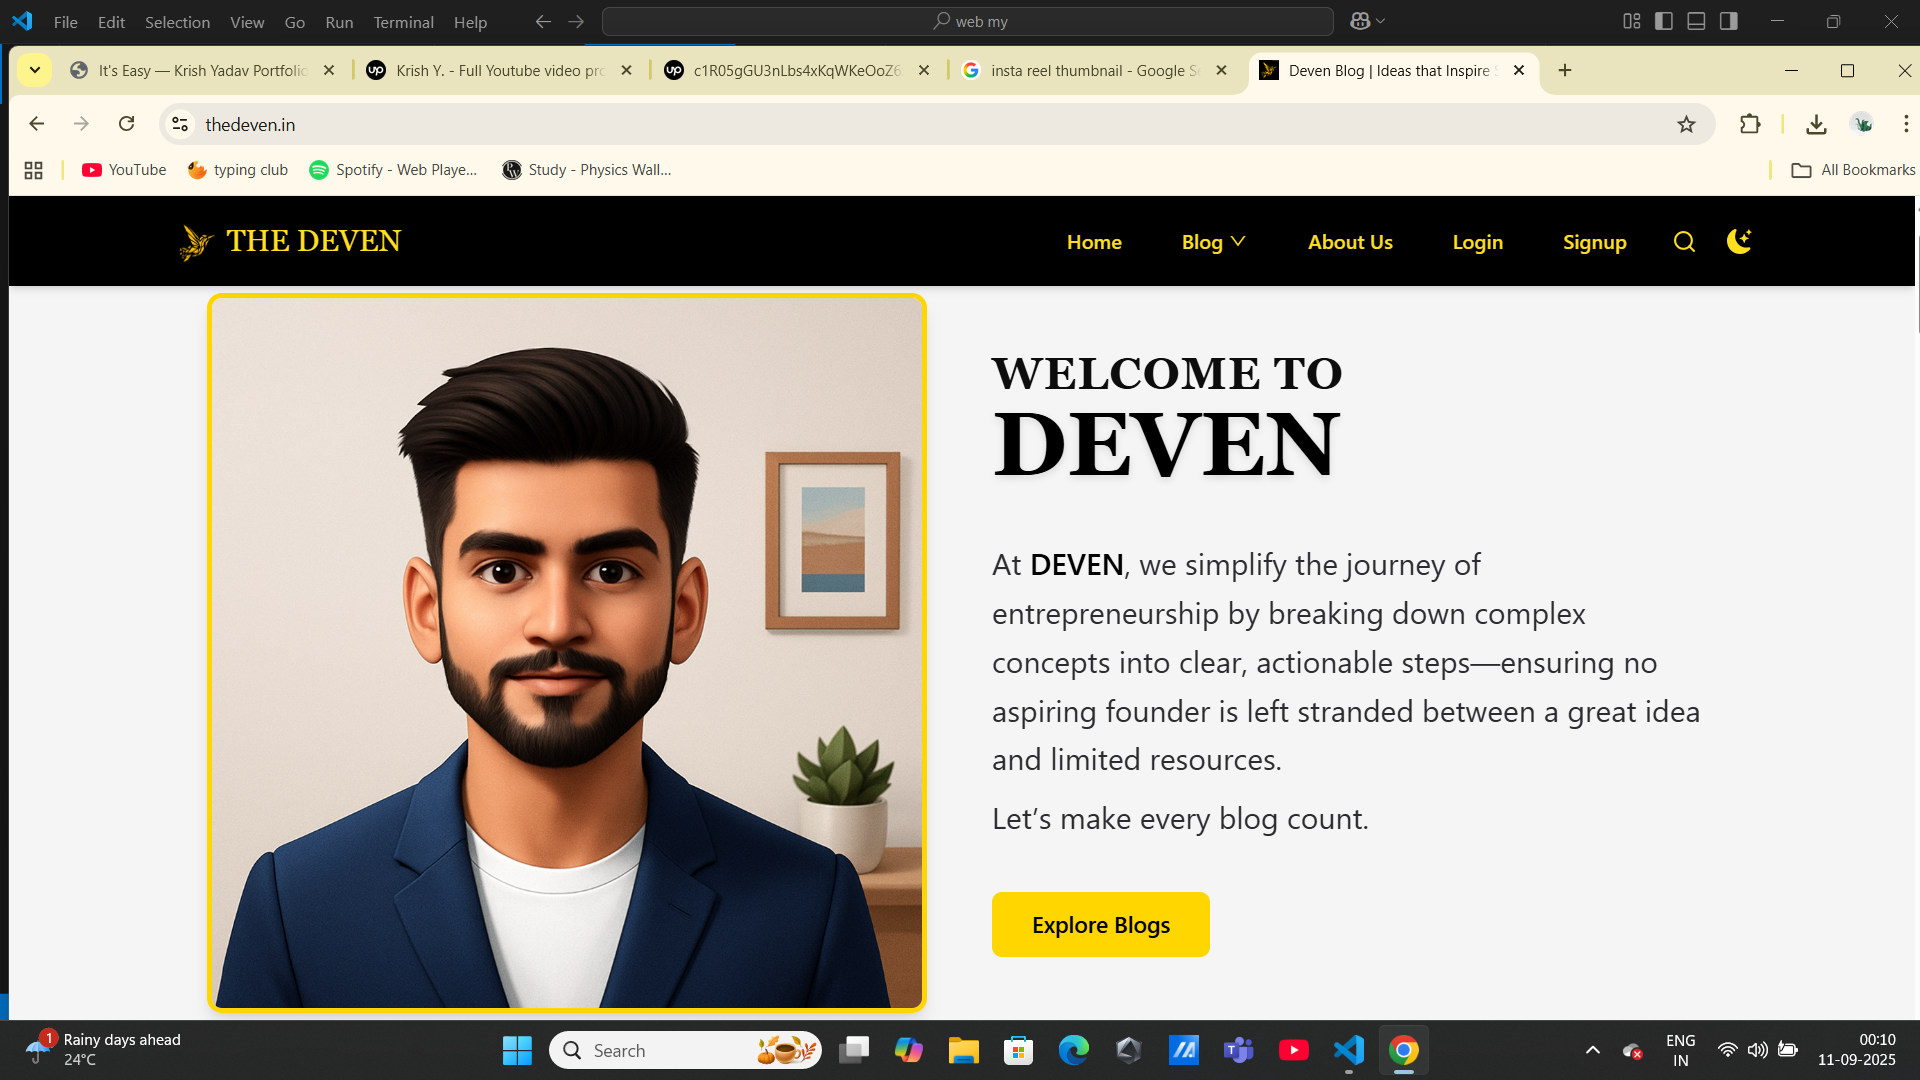 File Edit Selection View Go Run Terminal Help
web my
It's Easy — Krish Yadav Portfolio
Krish Y. - Full Youtube video pro
c1R05gGU3nLbs4xKqWKeOoZ6
insta reel thumbnail - Google Se
Deven Blog | Ideas that Inspire S
thedeven.in
YouTube
typing club
Spotify - Web Playe...
Study - Physics Wall...
All Bookmarks
THE DEVEN
Home Blog About Us Login Signup
WELCOME TO
DEVEN
At DEVEN, we simplify the journey of
entrepreneurship by breaking down complex
concepts into clear, actionable steps—ensuring no
aspiring founder is left stranded between a great idea
and limited resources.
Let’s make every blog count.
Explore Blogs
1
Rainy days ahead
24°C
Search
ENG
IN
00:10
11-09-2025